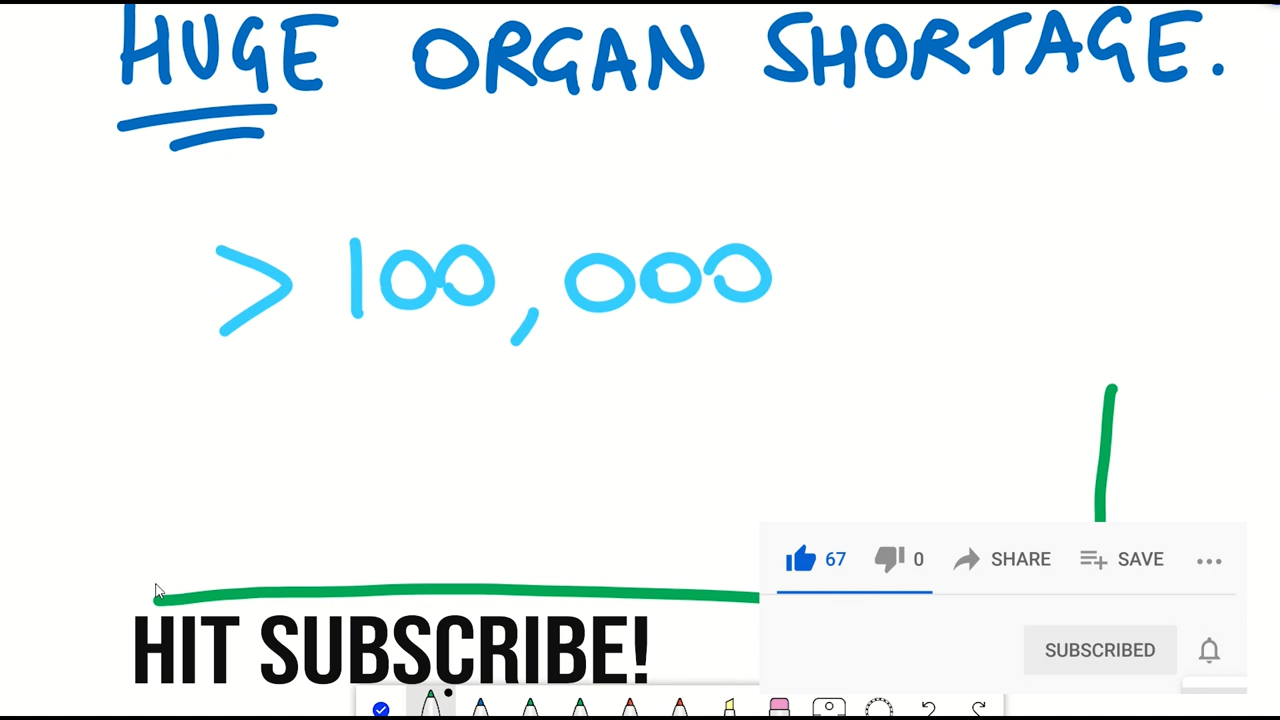 HUGE ORGAN SHORTAGE.
> 100,000
67 0 SHARE SAVE
HIT SUBSCRIBE!
SUBSCRIBED